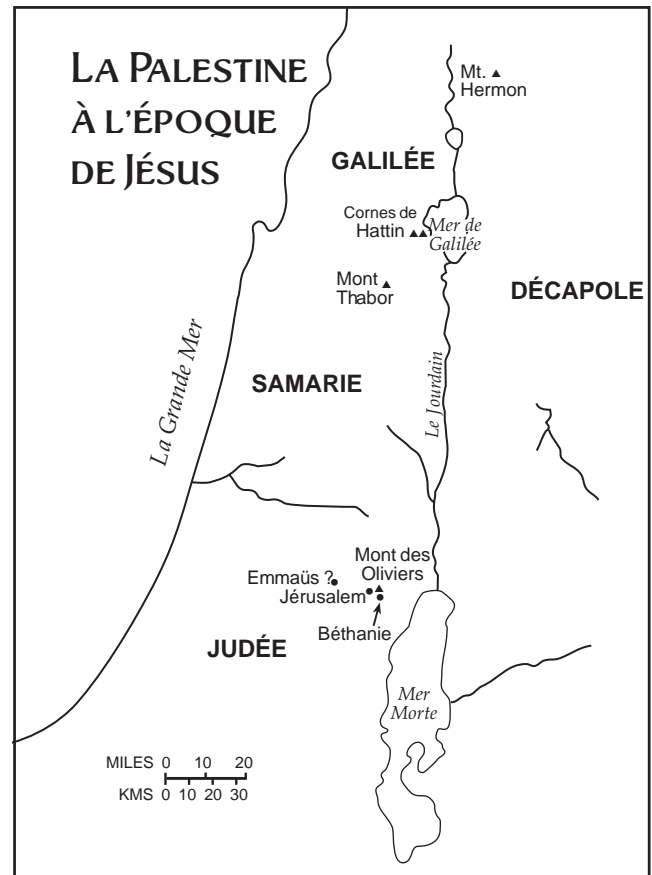 LA PALESTINE
À L'ÉPOQUE
DE JÉSUS
Mt.
Hermon
GALILÉE
Cornes de
Hattin
Mer de
Galilée
Mont
Thabor
DÉCAPOLE
La Grande Mer
SAMARIE
Le Jourdain
Mont des
Oliviers
Emmaüs ?
Jérusalem
Béthanie
JUDÉE
Mer
Morte
MILES 0 10 20
KMS 0 10 20 30